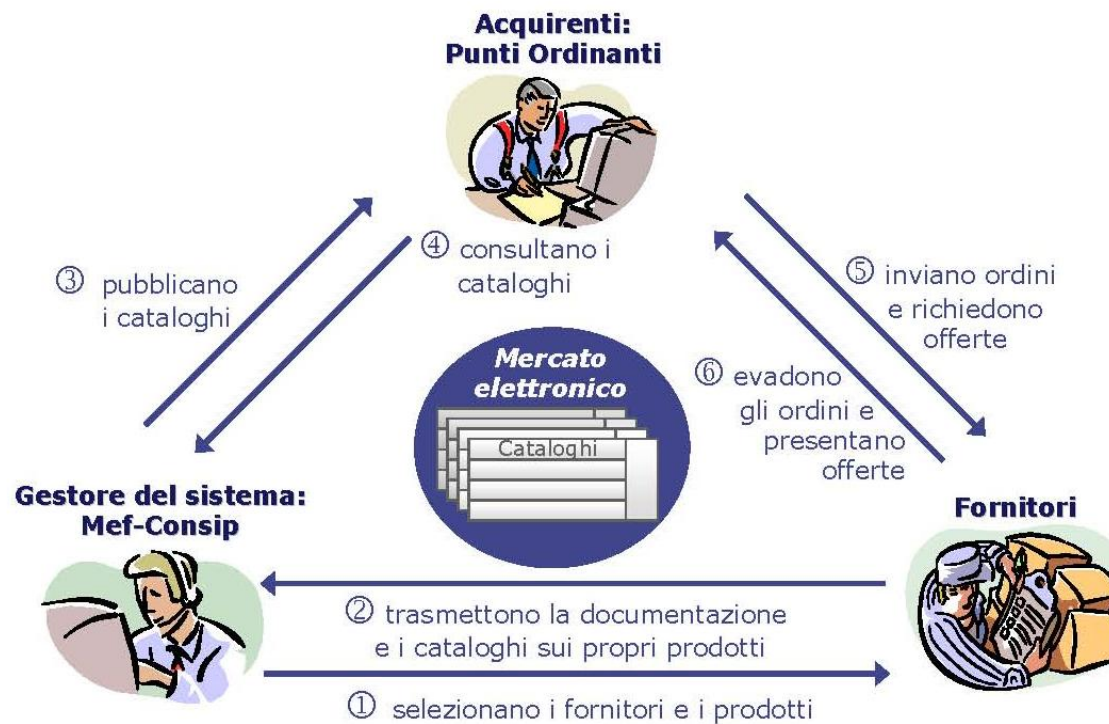 Acquirenti:
Punti Ordinanti
③ pubblicano
i cataloghi
④ consultano i
cataloghi
⑤ inviano ordini
e richiedono
offerte
⑥ evadono
gli ordini e
presentano
offerte
Mercato
elettronico
Cataloghi
Gestore del sistema:
Mef-Consip
Fornitori
② trasmettono la documentazione
e i cataloghi sui propri prodotti
① selezionano i fornitori e i prodotti